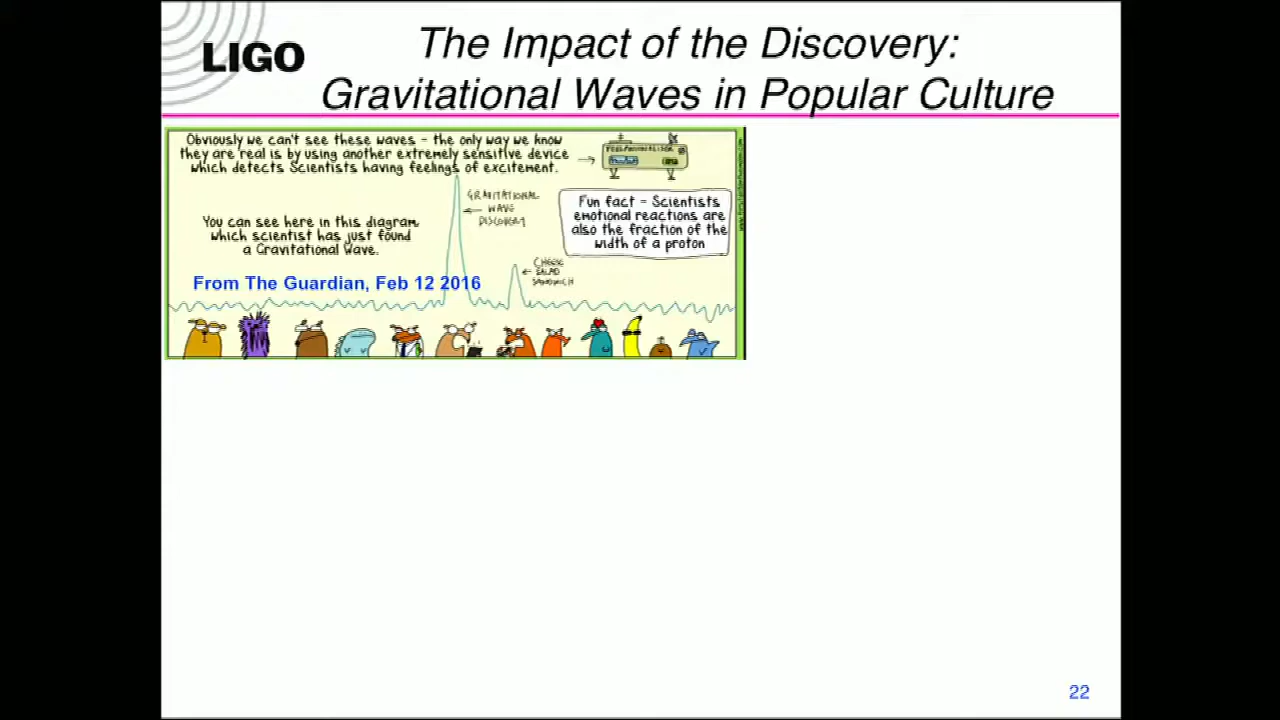 LIGO
The Impact of the Discovery:
Gravitational Waves in Popular Culture
Obviously we can't see these waves - the only way we know
they are real is by using another extremely sensitive device
which detects Scientists having feelings of excitement.
You can see here in this diagram
which scientist has just found
a Gravitational Wave.
GRAVITATIONAL
WAVE
DISCOVERY
Fun fact - Scientists
emotional reactions are
also the fraction of the
width of a proton
CHEESE
SALAD
SANDWICH
From The Guardian, Feb 12 2016
22